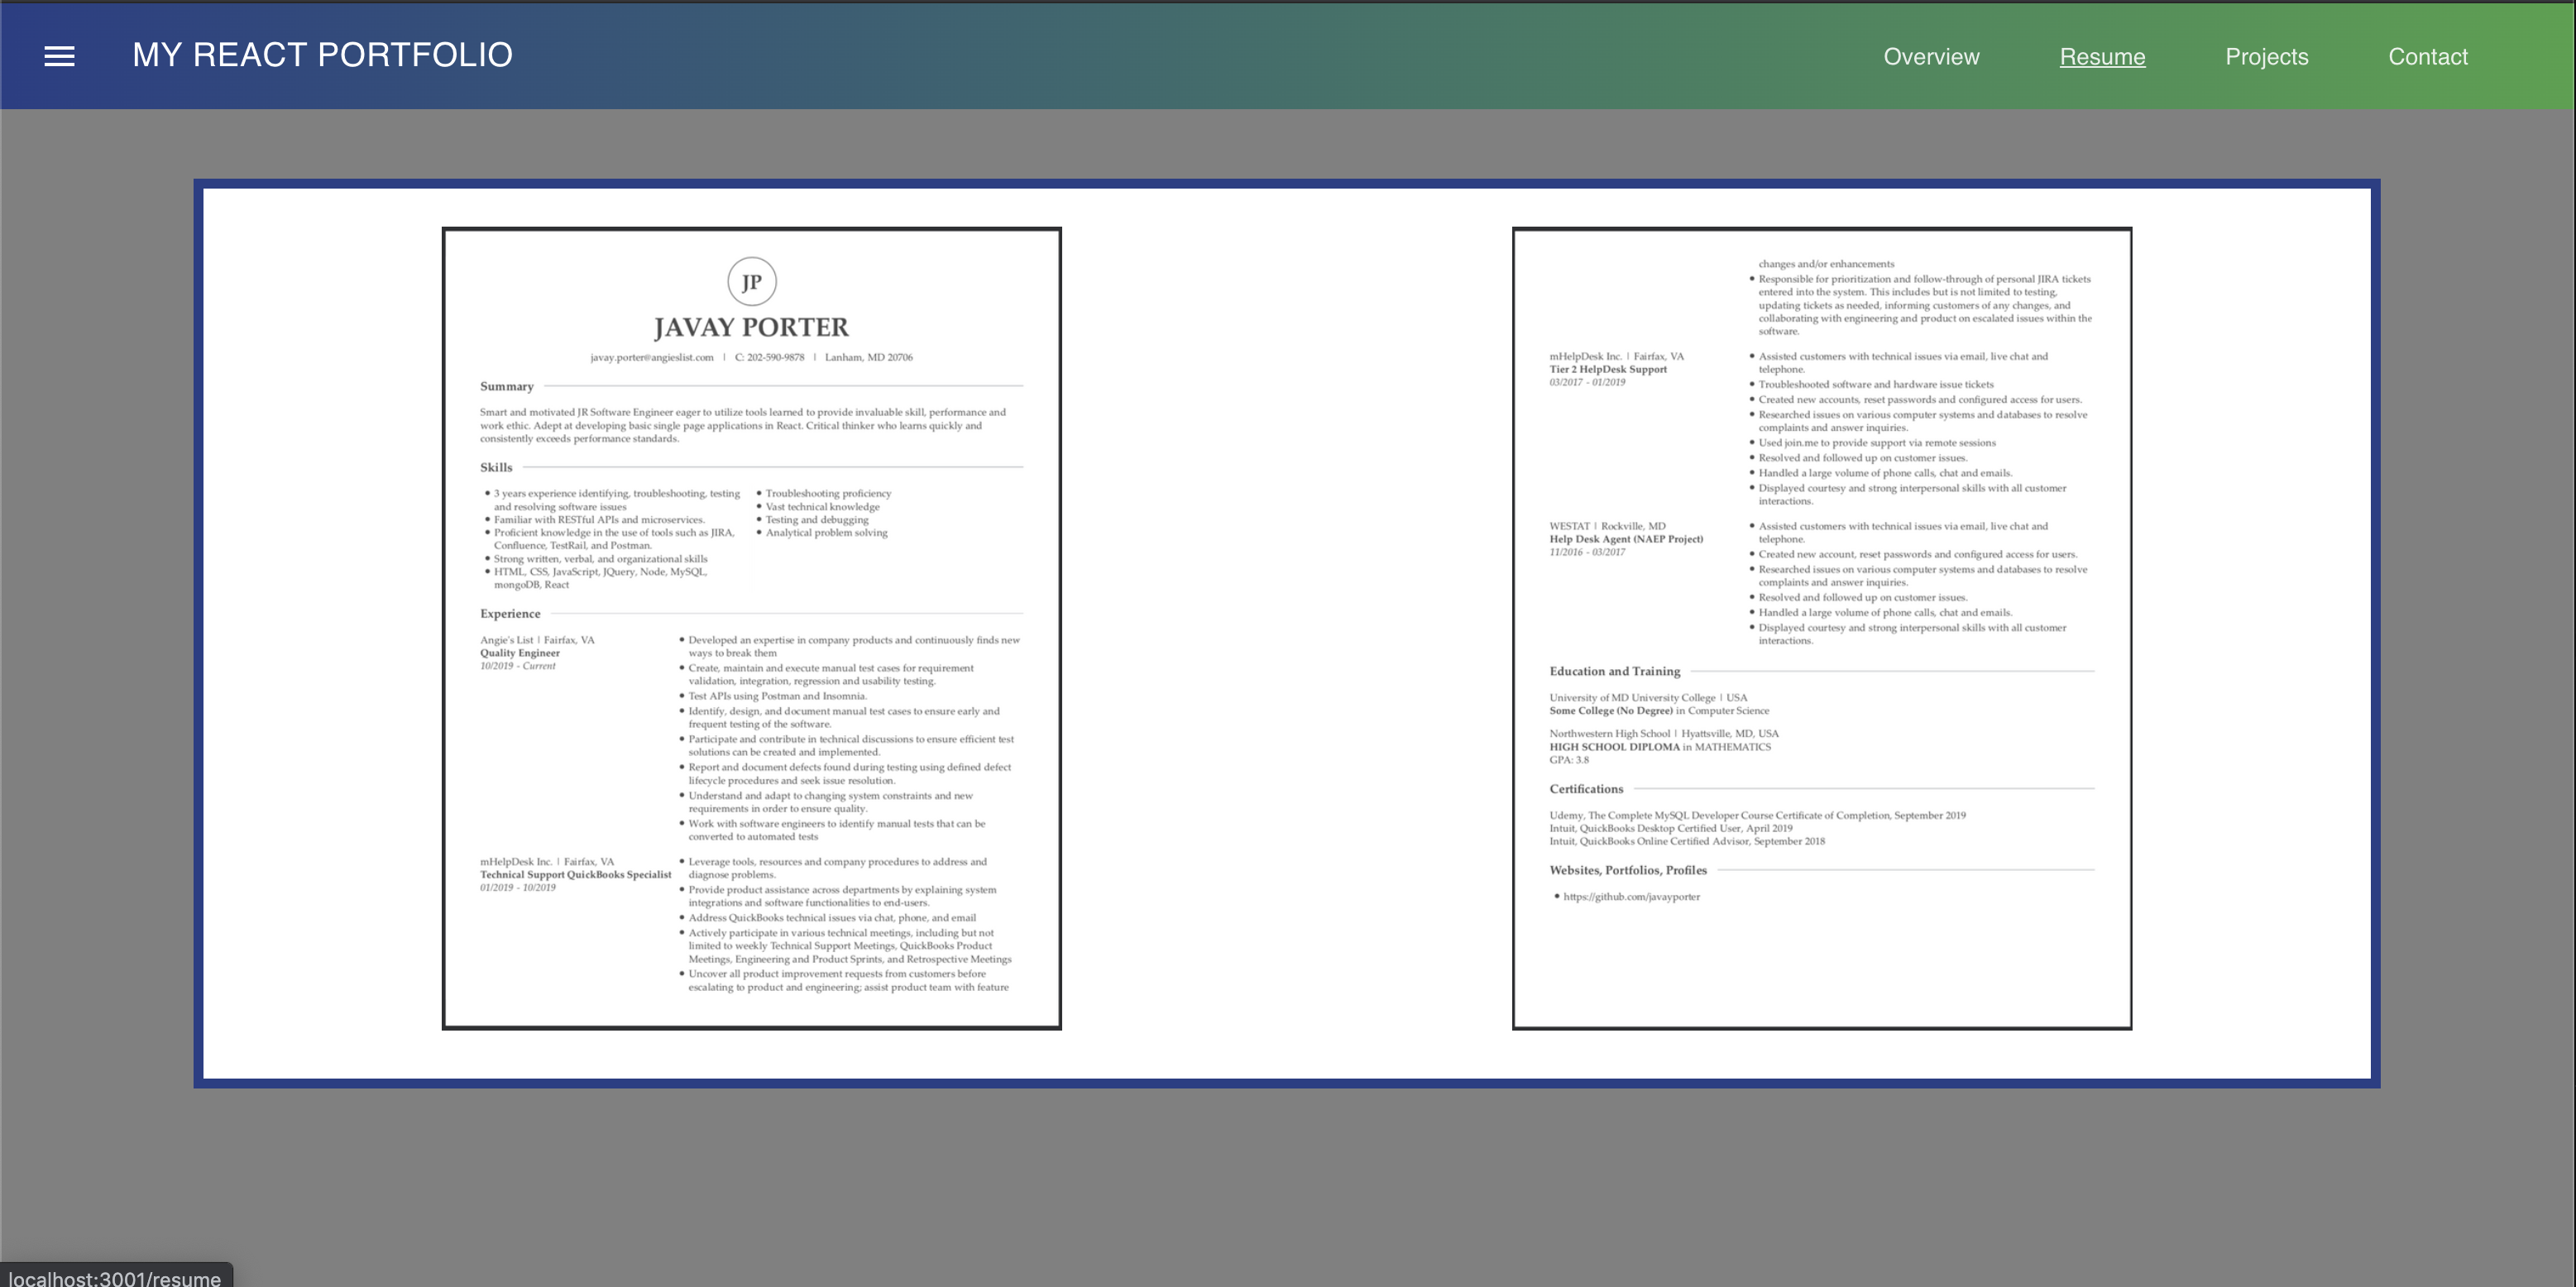 MY REACT PORTFOLIO
Overview Resume Projects Contact
JP
JAVAY PORTER
javay.porter@angieslist.com | C: 202-590-9878 | Lanham, MD 20706
Summary
Smart and motivated JR Software Engineer eager to utilize tools learned to provide invaluable skill, performance and
work ethic. Adept at developing basic single page applications in React. Critical thinker who learns quickly and
consistently exceeds performance standards.
Skills
• 3 years experience identifying, troubleshooting, testing
and resolving software issues
• Familiar with RESTful APIs and microservices.
• Proficient knowledge in the use of tools such as JIRA,
Confluence, TestRail, and Postman.
• Strong written, verbal, and organizational skills
• HTML, CSS, JavaScript, JQuery, Node, MySQL,
mongoDB, React
• Troubleshooting proficiency
• Vast technical knowledge
• Testing and debugging
• Analytical problem solving
Experience
Angie's List | Fairfax, VA
Quality Engineer
10/2019 - Current
• Developed an expertise in company products and continuously finds new
ways to break them
• Create, maintain and execute manual test cases for requirement
validation, integration, regression and usability testing.
• Test APIs using Postman and Insomnia.
• Identify, design, and document manual test cases to ensure early and
frequent testing of the software.
• Participate and contribute in technical discussions to ensure efficient test
solutions can be created and implemented.
• Report and document defects found during testing using defined defect
lifecycle procedures and seek issue resolution.
• Understand and adapt to changing system constraints and new
requirements in order to ensure quality.
• Work with software engineers to identify manual tests that can be
converted to automated tests
mHelpDesk Inc. | Fairfax, VA
Technical Support QuickBooks Specialist
01/2019 - 10/2019
• Leverage tools, resources and company procedures to address and
diagnose problems.
• Provide product assistance across departments by explaining system
integrations and software functionalities to end-users.
• Address QuickBooks technical issues via chat, phone, and email
• Actively participate in various technical meetings, including but not
limited to weekly Technical Support Meetings, QuickBooks Product
Meetings, Engineering and Product Sprints, and Retrospective Meetings
• Uncover all product improvement requests from customers before
escalating to product and engineering; assist product team with feature
changes and/or enhancements
• Responsible for prioritization and follow-through of personal JIRA tickets
entered into the system. This includes but is not limited to testing,
updating tickets as needed, informing customers of any changes, and
collaborating with engineering and product on escalated issues within the
software.
mHelpDesk Inc. | Fairfax, VA
Tier 2 HelpDesk Support
03/2017 - 01/2019
• Assisted customers with technical issues via email, live chat and
telephone.
• Troubleshooted software and hardware issue tickets
• Created new accounts, reset passwords and configured access for users.
• Researched issues on various computer systems and databases to resolve
complaints and answer inquiries.
• Used join.me to provide support via remote sessions
• Resolved and followed up on customer issues.
• Handled a large volume of phone calls, chat and emails.
• Displayed courtesy and strong interpersonal skills with all customer
interactions.
WESTAT | Rockville, MD
Help Desk Agent (NAEP Project)
11/2016 - 03/2017
• Assisted customers with technical issues via email, live chat and
telephone.
• Created new account, reset passwords and configured access for users.
• Researched issues on various computer systems and databases to resolve
complaints and answer inquiries.
• Resolved and followed up on customer issues.
• Handled a large volume of phone calls, chat and emails.
• Displayed courtesy and strong interpersonal skills with all customer
interactions.
Education and Training
University of MD University College | USA
Some College (No Degree) in Computer Science
Northwestern High School | Hyattsville, MD, USA
HIGH SCHOOL DIPLOMA in MATHEMATICS
GPA: 3.8
Certifications
Udemy, The Complete MySQL Developer Course Certificate of Completion, September 2019
Intuit, QuickBooks Desktop Certified User, April 2019
Intuit, QuickBooks Online Certified Advisor, September 2018
Websites, Portfolios, Profiles
• https://github.com/javayporter
localhost:3001/resume